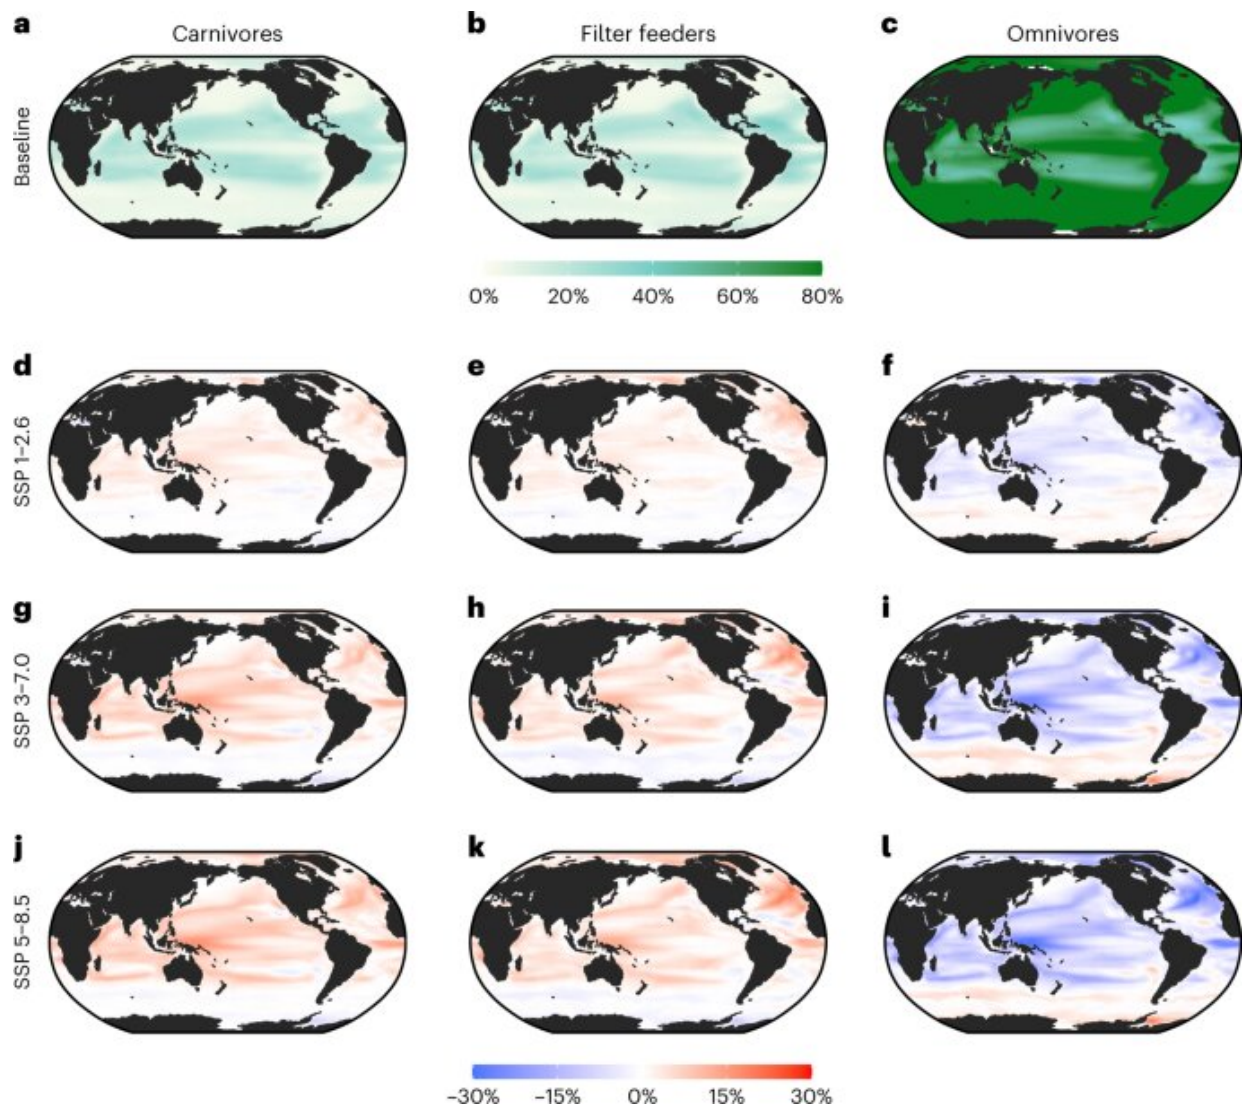 a
Carnivores
b
Filter feeders
c
Omnivores
Baseline
0% 20% 40% 60% 80%
d
e
f
SSP 1–2.6
g
h
i
SSP 3–7.0
j
k
l
SSP 5–8.5
−30% −15% 0% 15% 30%